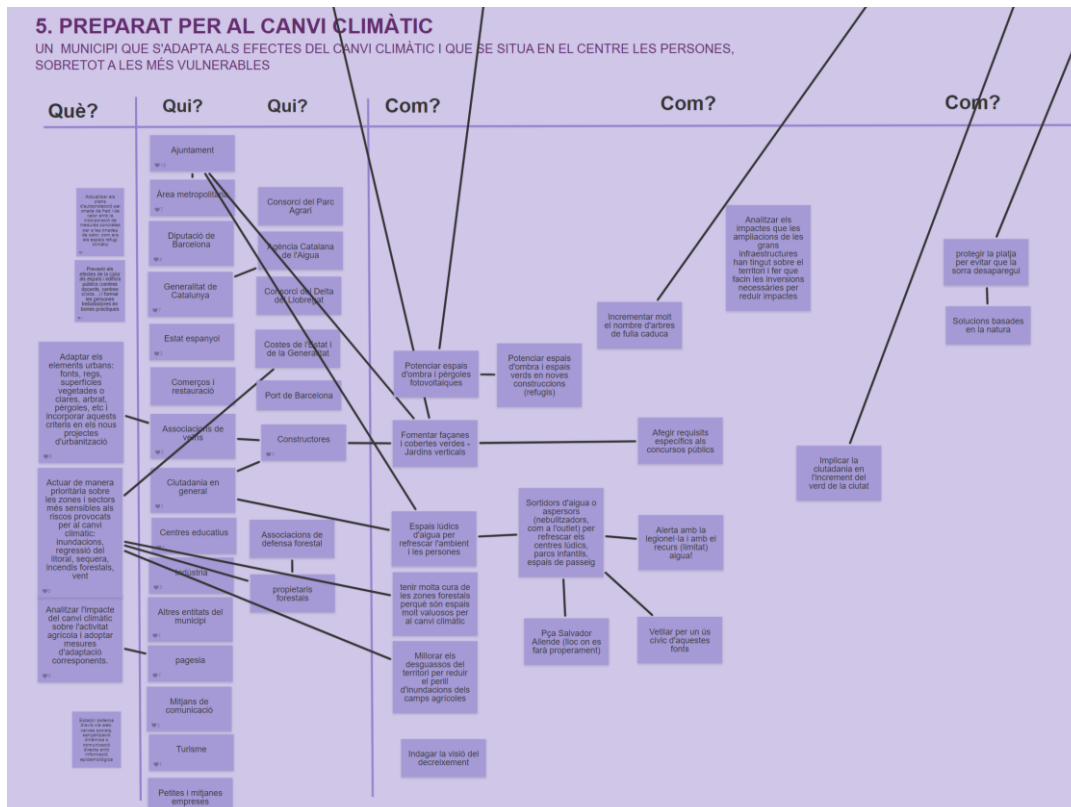 5. PREPARAT PER AL CANVI CLIMÀTIC
UN MUNICIPI QUE S'ADAPTA ALS EFECTES DEL CANVI CLIMÀTIC I QUE SE SITUA EN EL CENTRE LES PERSONES,
SOBRETOT A LES MÉS VULNERABLES
Què?
Qui?
Qui?
Com?
Com?
Com?
Adaptar els
elements urbans:
fonts, regs,
superfícies
vegetades o
clares, arbrat,
pèrgoles, etc i
incorporar aquests
criteris en els nous
projectes
d'urbanització
Actuar de manera
prioritària sobre
les zones i sectors
més sensibles als
riscos provocats
per al canvi
climàtic:
inundacions,
regressió del
litoral, sequera,
incendis forestals,
vent
Analitzar l'impacte
del canvi climàtic
sobre l'activitat
agrícola i adoptar
mesures
d'adaptació
corresponents.
Ajuntament
Àrea metropolitana
Diputació de
Barcelona
Generalitat de
Catalunya
Estat espanyol
Comerços i
restauració
Associacions de
veïns
Ciutadania en
general
Centres educatius
Indústria
Altres entitats del
municipi
pagesia
Mitjans de
comunicació
Turisme
Petites i mitjanes
empreses
Consorci del Parc
Agrari
Agència Catalana
de l'Aigua
Consorci del Delta
del Llobregat
Costes de l'Estat i
de la Generalitat
Port de Barcelona
Constructores
Associacions de
defensa forestal
propietaris
forestals
Potenciar espais
d'ombra i pèrgoles
fotovoltaïques
Fomentar façanes
i cobertes verdes -
Jardins verticals
Espais lúdics
d'aigua per
refrescar l'ambient
i les persones
tenir molta cura de
les zones forestals
perquè són espais
molt valuosos per
al canvi climàtic
Millorar els
desguassos del
territori per reduir
el perill
d'inundacions dels
camps agrícoles
Indagar la visió del
decreixement
Potenciar espais
d'ombra i espais
verds en noves
construccions
(refugis)
Sortidors d'aigua o
aspersors
(nebulitzadors,
com a l'outlet) per
refrescar els
centres lúdics,
parcs infantils,
espais de passeig
Pça Salvador
Allende (lloc on es
farà properament)
Incrementar molt
el nombre d'arbres
de fulla caduca
Afegir requisits
específics als
concursos públics
Alerta amb la
legionel·la i amb el
recurs (limitat)
aigua!
Vetllar per un ús
cívic d'aquestes
fonts
Analitzar els
impactes que les
ampliacions de les
grans
infraestructures
han tingut sobre el
territori i fer que
facin les inversions
necessàries per
reduir impactes
Implicar la
ciutadania en
l'increment del
verd de la ciutat
protegir la platja
per evitar que la
sorra desaparegui
Solucions basades
en la natura